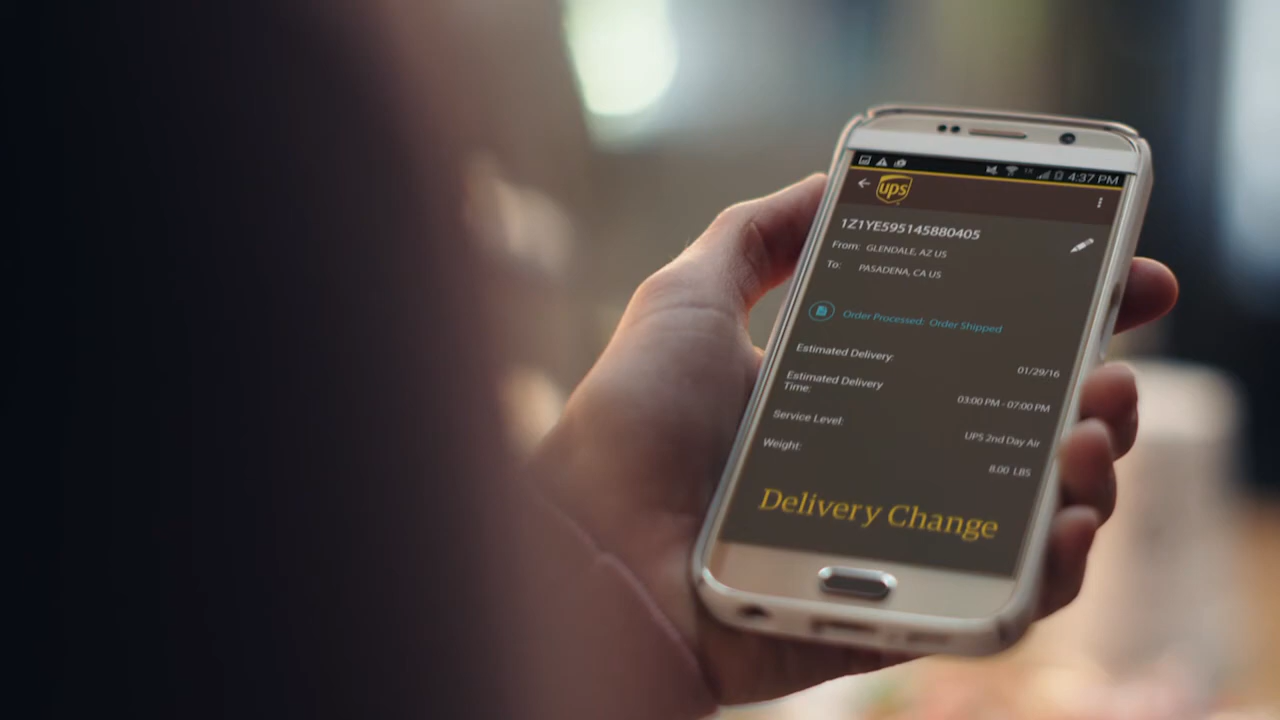 4:37 PM
ups
1Z1YE595145880405
From: GLENDALE, AZ US
To: PASADENA, CA US
Order Processed: Order Shipped
Estimated Delivery: 01/29/16
Estimated Delivery
Time: 03:00 PM - 07:00 PM
Service Level: UPS 2nd Day Air
Weight: 8.00 LBS
Delivery Change